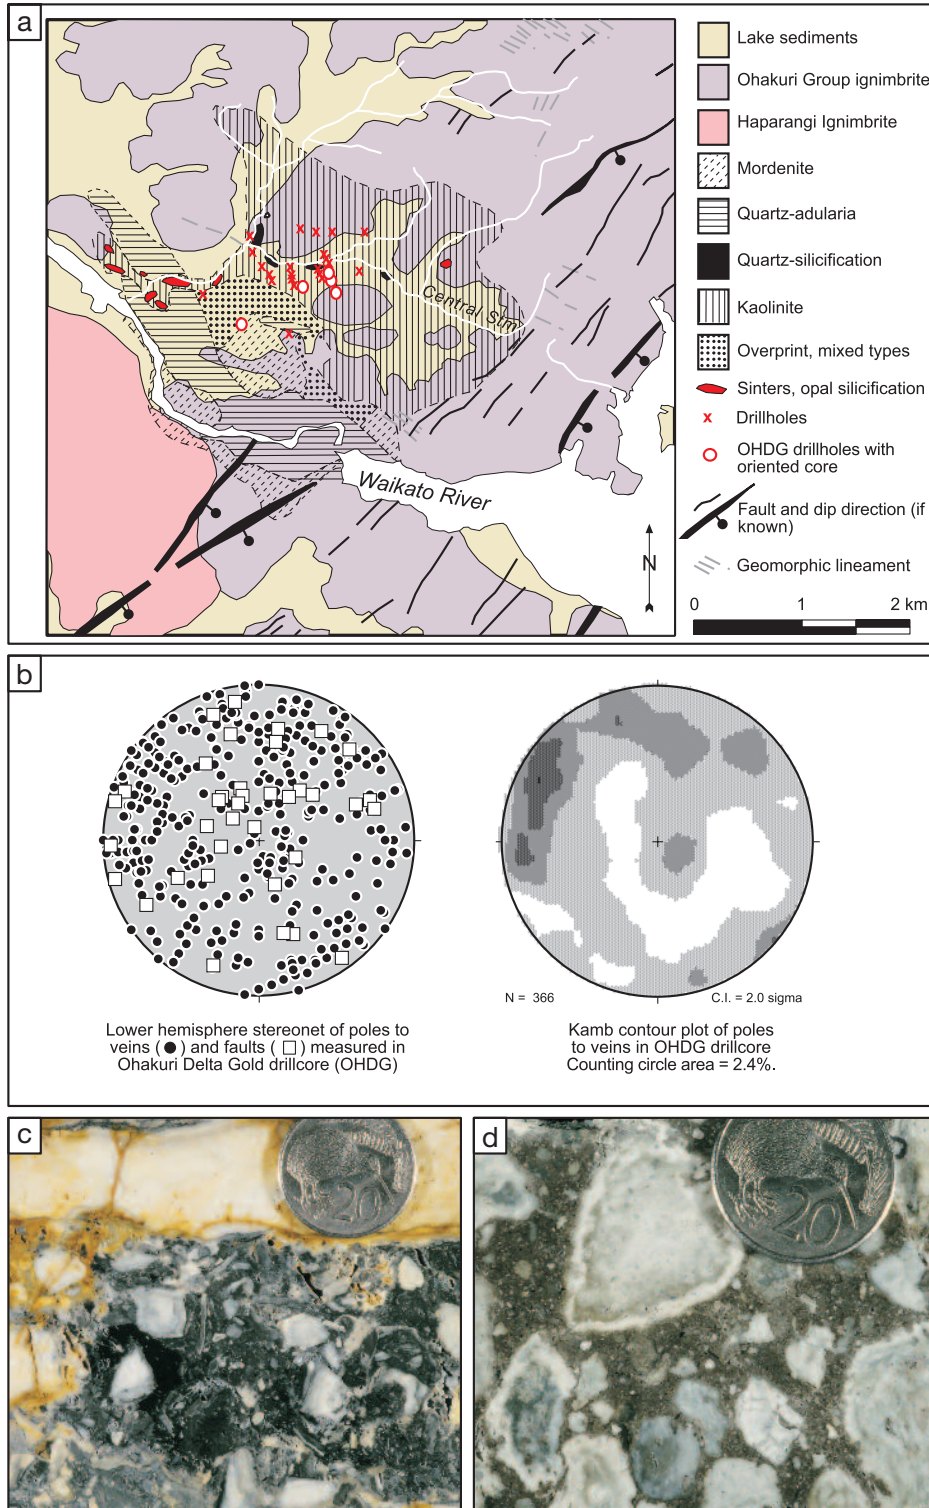 a
Lake sediments
Ohakuri Group ignimbrite
Haparangi Ignimbrite
Mordenite
Quartz-adularia
Quartz-silicification
Kaolinite
Overprint, mixed types
Sinters, opal silicification
x Drillholes
OHDG drillholes with
oriented core
Fault and dip direction (if
known)
Geomorphic lineament
0 1 2 km
Central Stm
Waikato River
N
b
N = 366
C.I. = 2.0 sigma
Lower hemisphere stereonet of poles to
veins ( ● ) and faults ( □ ) measured in
Ohakuri Delta Gold drillcore (OHDG)
Kamb contour plot of poles
to veins in OHDG drillcore
Counting circle area = 2.4%.
c
20
d
20